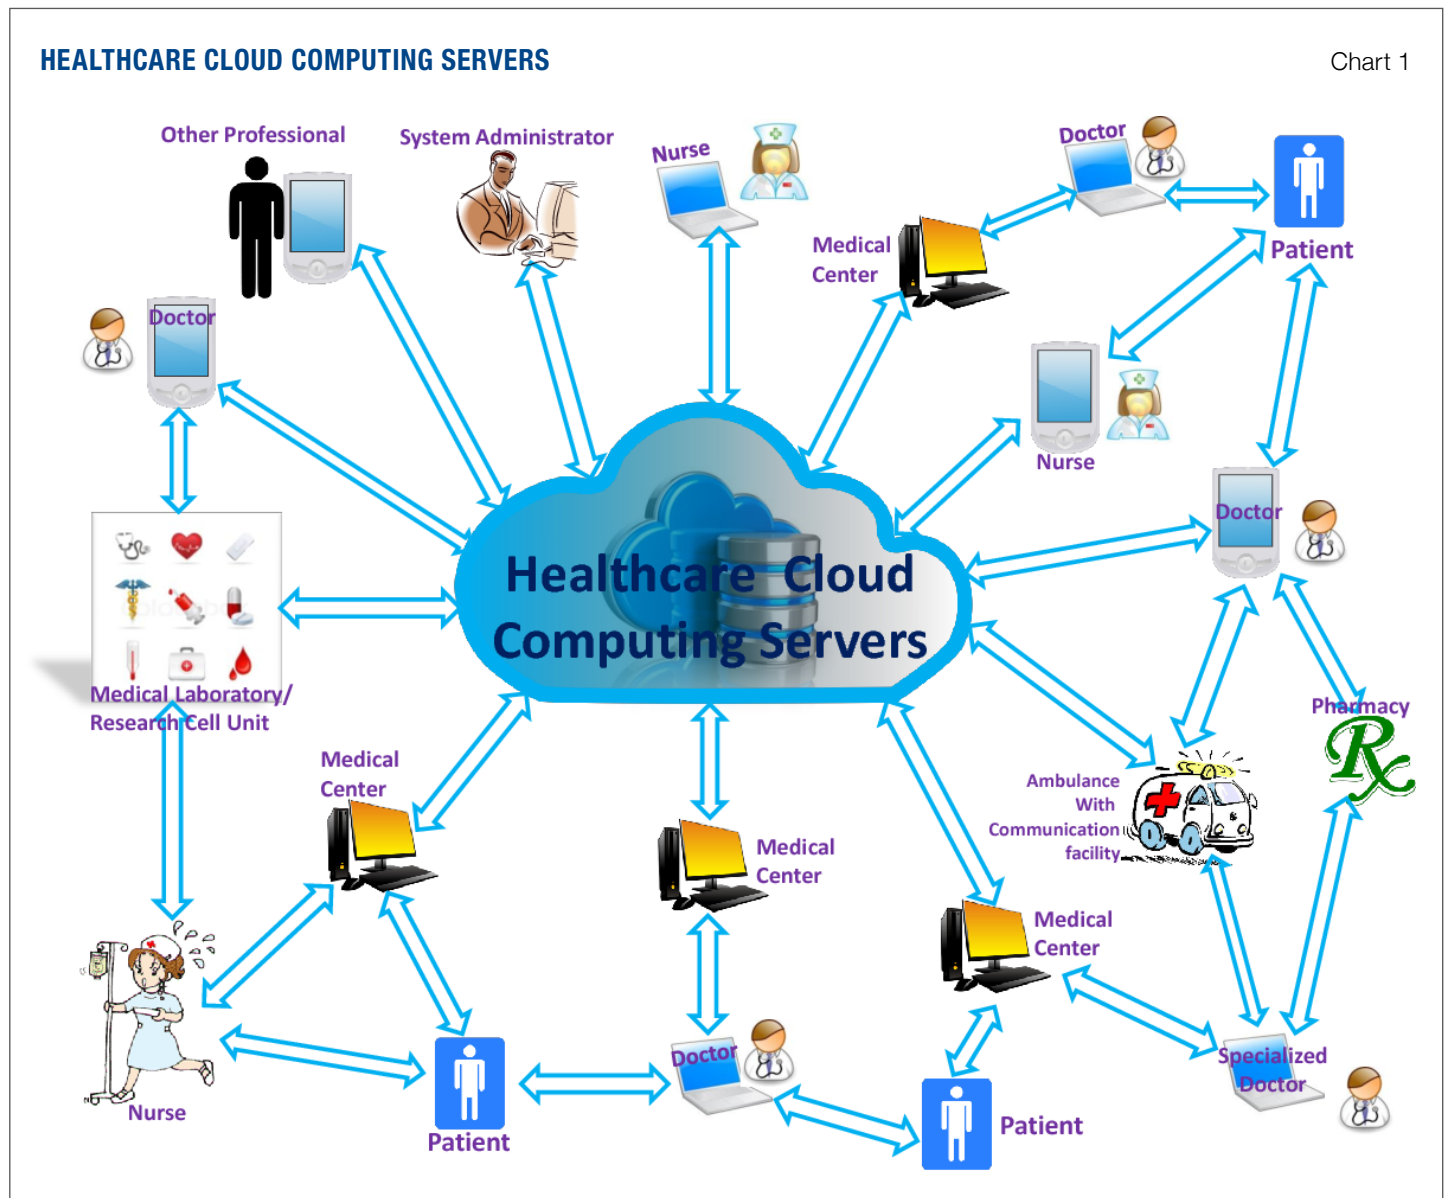 HEALTHCARE CLOUD COMPUTING SERVERS
Chart 1
Other Professional
System Administrator
Nurse
Doctor
Patient
Medical
Center
Doctor
Nurse
Doctor
Healthcare Cloud
Computing Servers
Medical Laboratory/
Research Cell Unit
Pharmacy
Rx
Medical
Center
Ambulance
With
Communication
facility
Medical
Center
Medical
Center
Specialized
Doctor
Doctor
Nurse
Patient
Patient